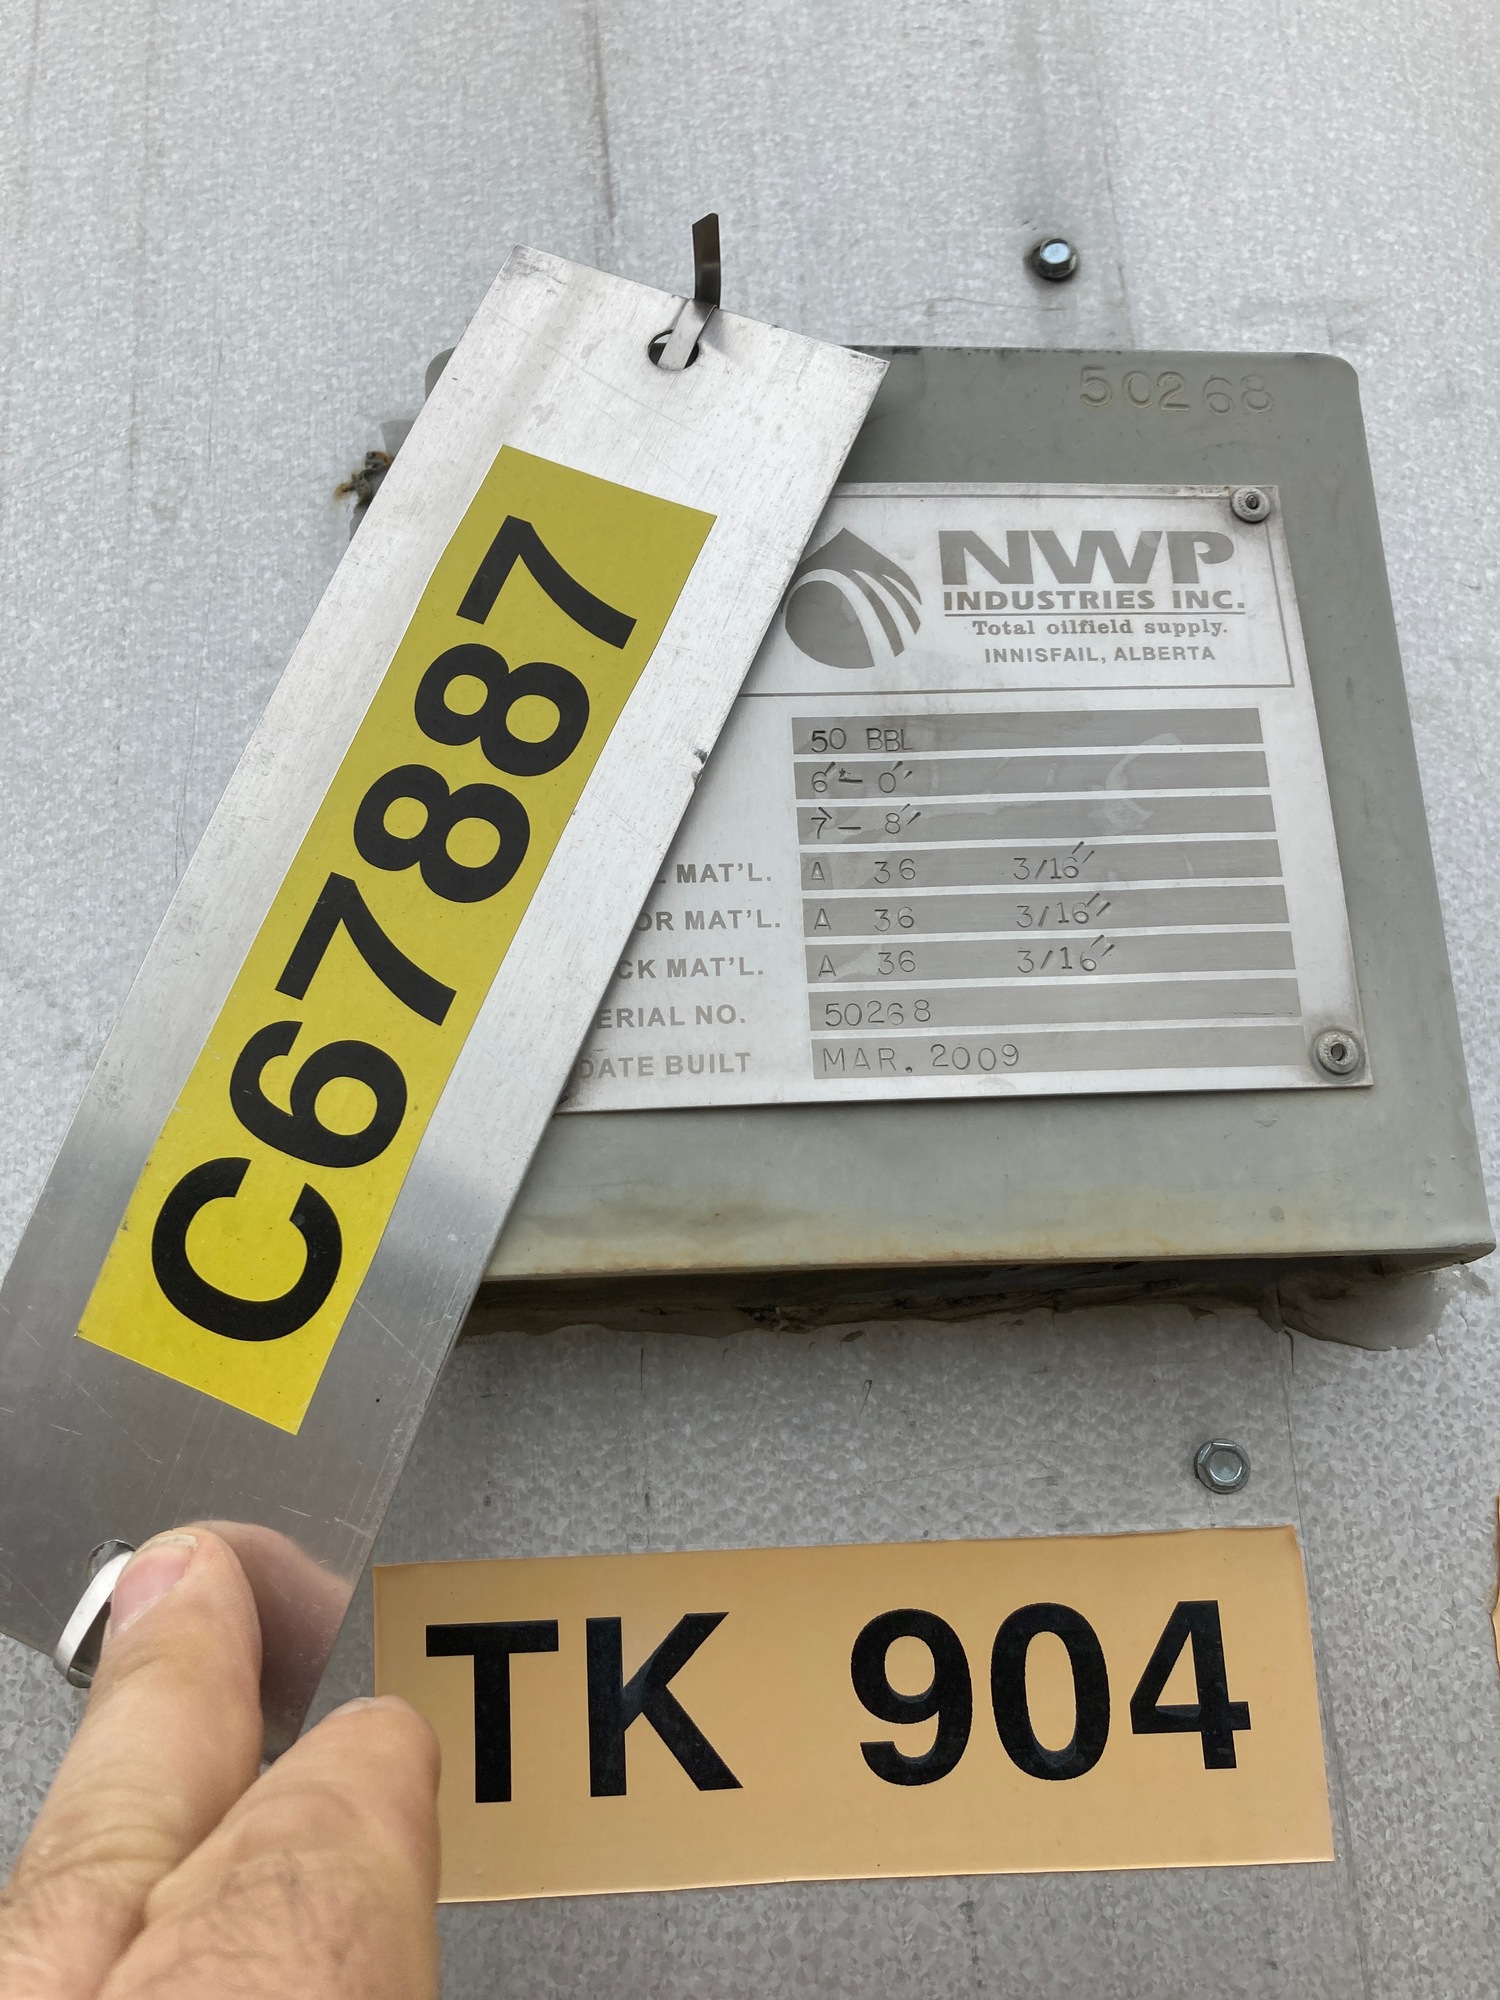 50268
C67887
NWP
INDUSTRIES INC.
Total oilfield supply.
INNISFAIL, ALBERTA
50 BBL
6'- 0"
7- 8"
MAT'L. A 36 3/16"
OR MAT'L. A 36 3/16"
CK MAT'L. A 36 3/16"
ERIAL NO. 50268
DATE BUILT MAR. 2009
TK 904